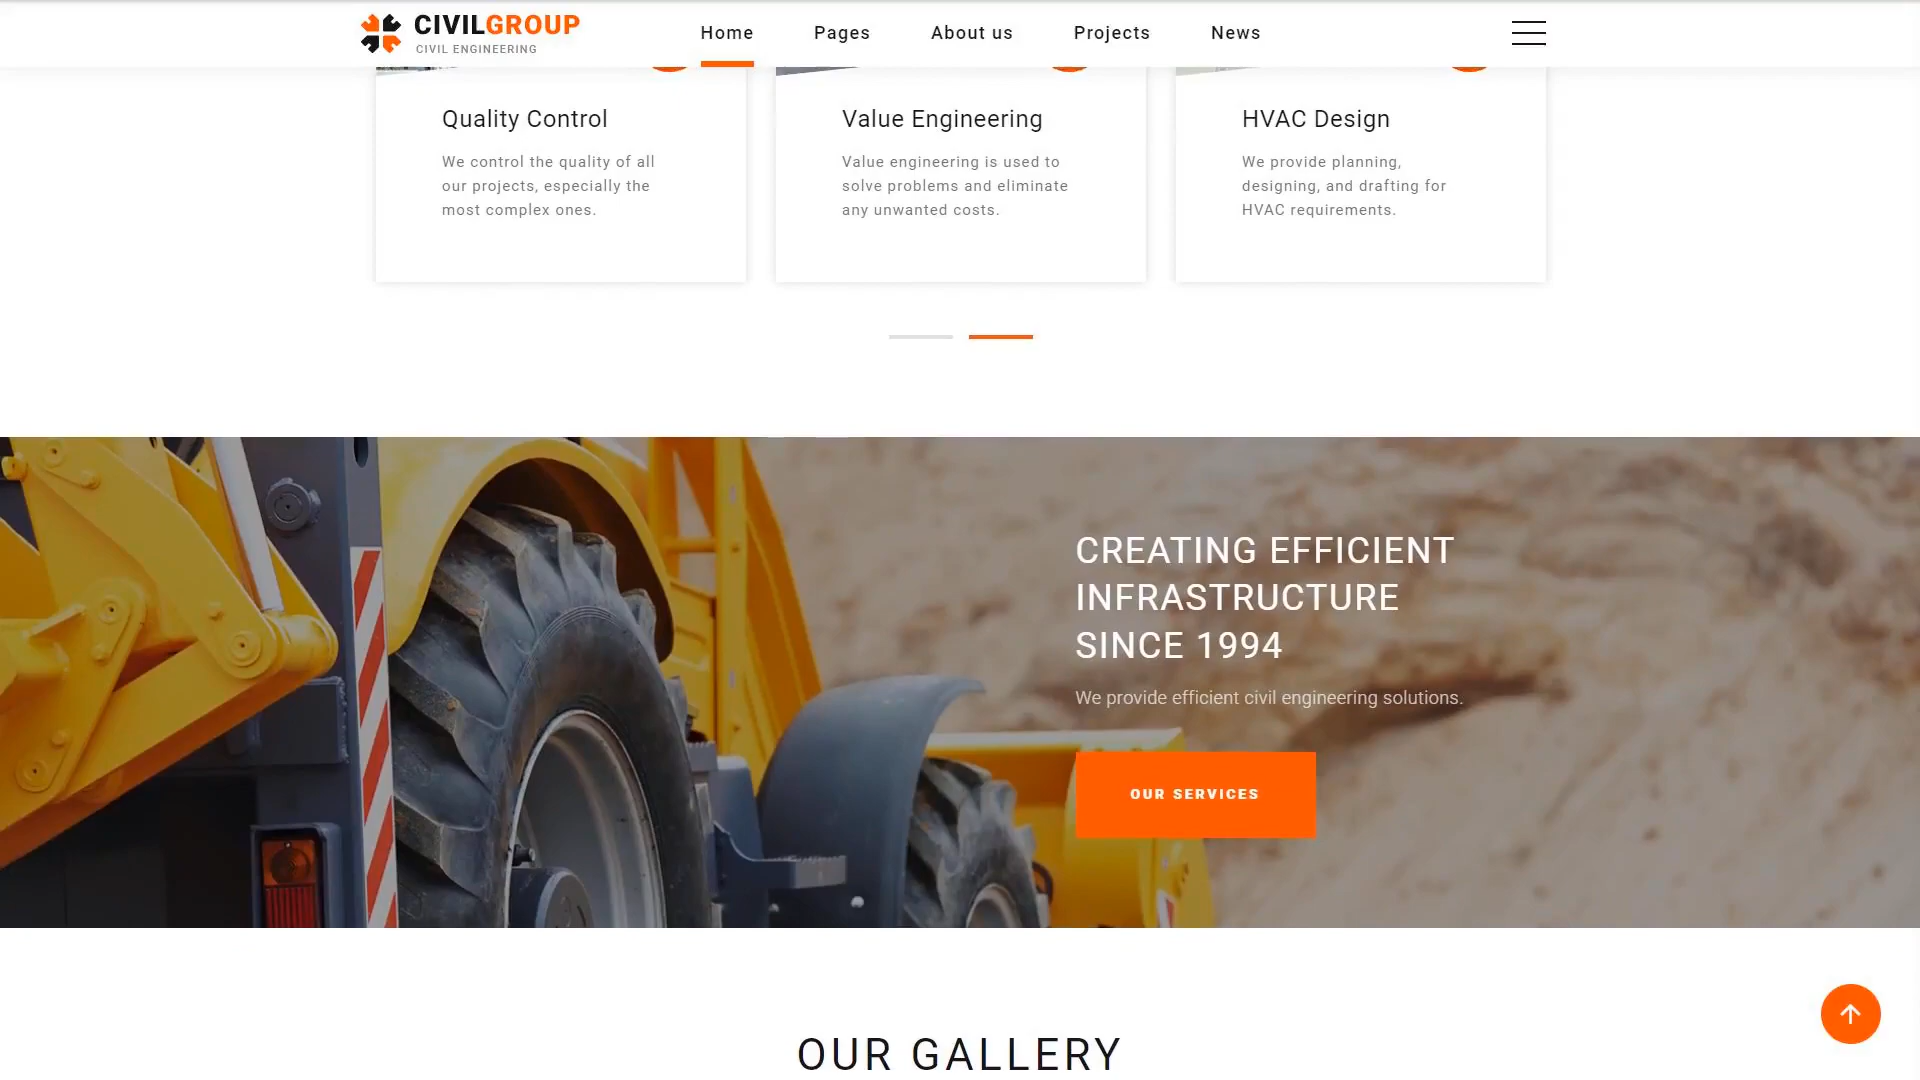 CIVILGROUP
CIVIL ENGINEERING
Home
Pages
About us
Projects
News
Quality Control
We control the quality of all
our projects, especially the
most complex ones.
Value Engineering
Value engineering is used to
solve problems and eliminate
any unwanted costs.
HVAC Design
We provide planning,
designing, and drafting for
HVAC requirements.
CREATING EFFICIENT
INFRASTRUCTURE
SINCE 1994
We provide efficient civil engineering solutions.
OUR SERVICES
OUR GALLERY